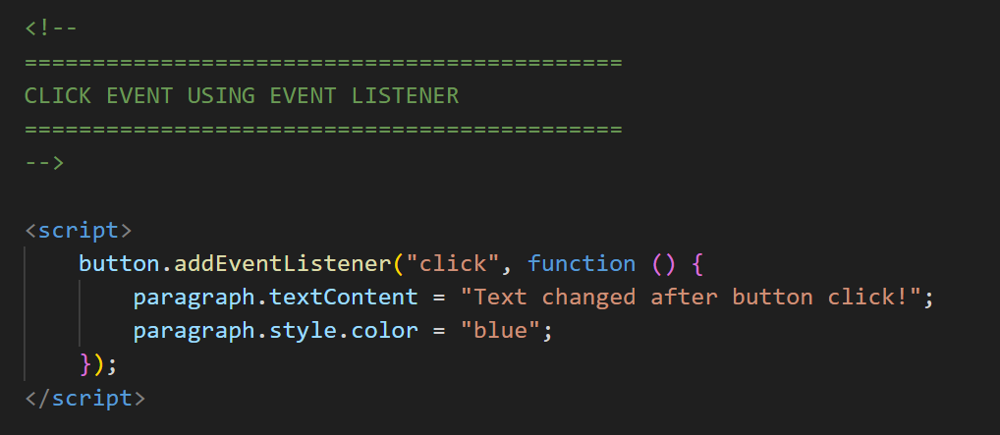 <!--
============================================
CLICK EVENT USING EVENT LISTENER
============================================
-->
<script>
    button.addEventListener("click", function () {
        paragraph.textContent = "Text changed after button click!";
        paragraph.style.color = "blue";
    });
</script>